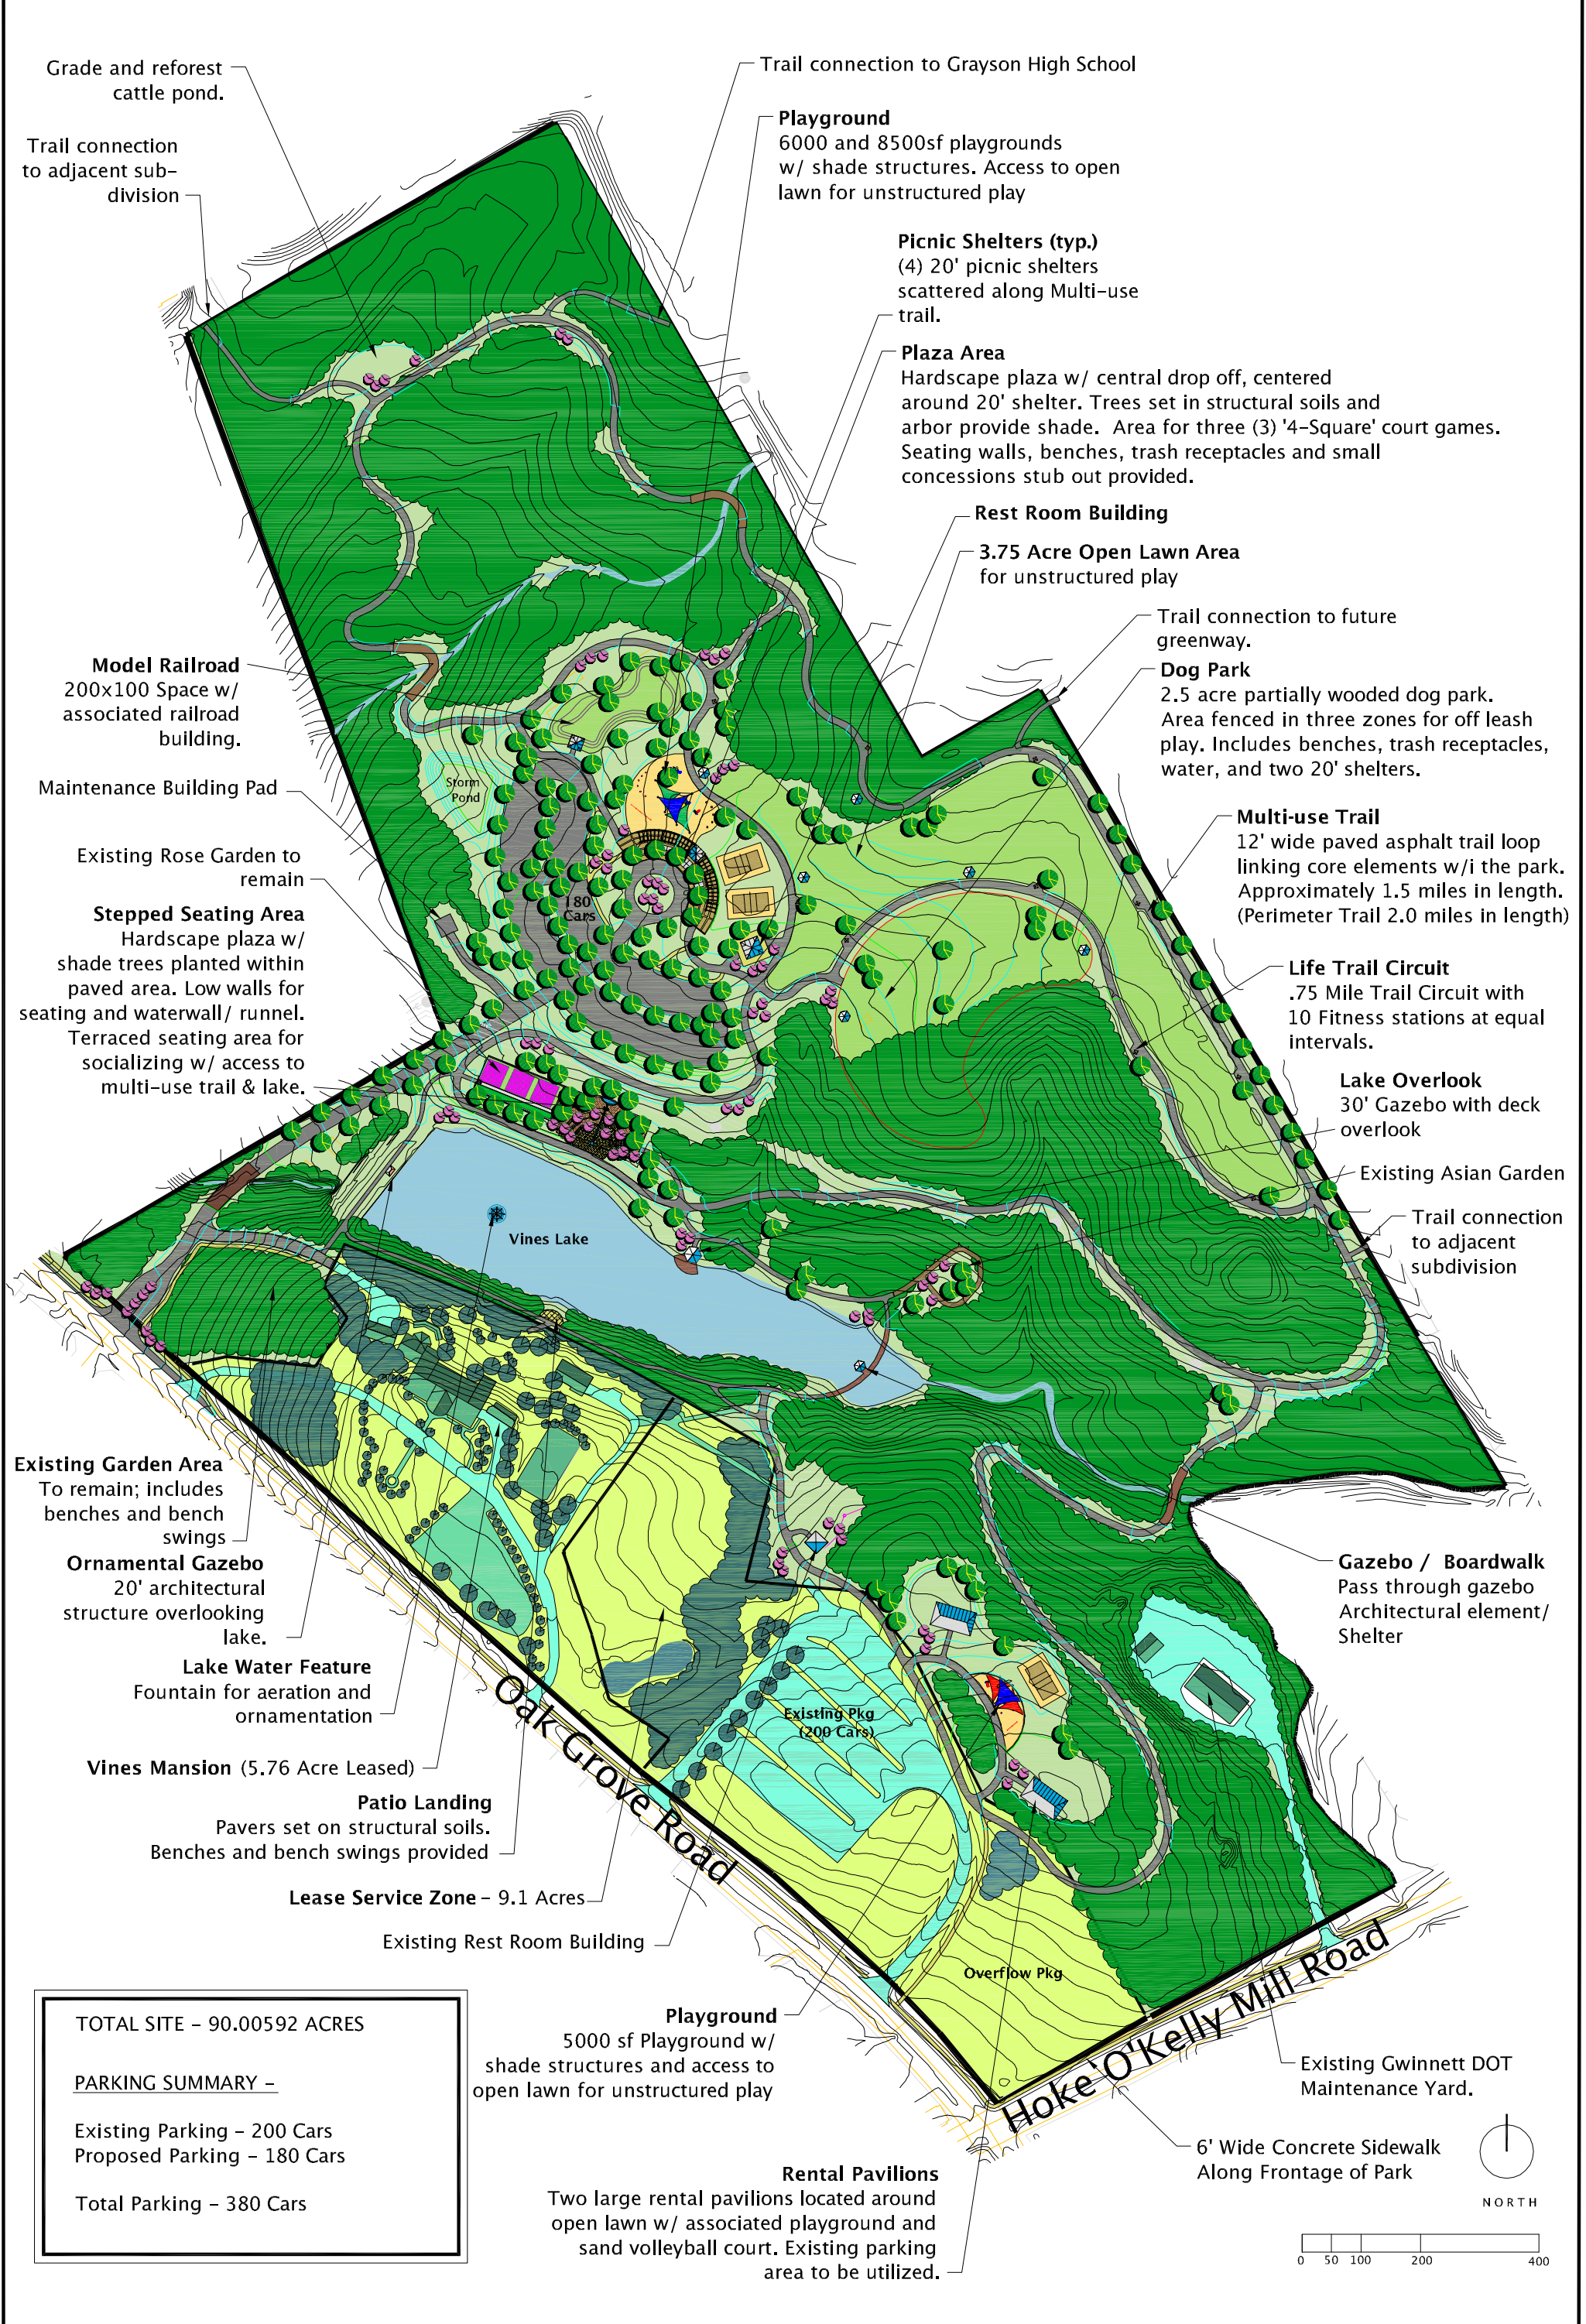 Grade and reforest
cattle pond.
Trail connection
to adjacent sub-
division
Trail connection to Grayson High School
Playground
6000 and 8500sf playgrounds
w/ shade structures. Access to open
lawn for unstructured play
Picnic Shelters (typ.)
(4) 20' picnic shelters
scattered along Multi-use
trail.
Plaza Area
Hardscape plaza w/ central drop off, centered
around 20' shelter. Trees set in structural soils and
arbor provide shade. Area for three (3) '4-Square' court games.
Seating walls, benches, trash receptacles and small
concessions stub out provided.
Rest Room Building
3.75 Acre Open Lawn Area
for unstructured play
Trail connection to future
greenway.
Dog Park
2.5 acre partially wooded dog park.
Area fenced in three zones for off leash
play. Includes benches, trash receptacles,
water, and two 20' shelters.
Multi-use Trail
12' wide paved asphalt trail loop
linking core elements w/i the park.
Approximately 1.5 miles in length.
(Perimeter Trail 2.0 miles in length)
Life Trail Circuit
.75 Mile Trail Circuit with
10 Fitness stations at equal
intervals.
Lake Overlook
30' Gazebo with deck
overlook
Existing Asian Garden
Trail connection
to adjacent
subdivision
Gazebo / Boardwalk
Pass through gazebo
Architectural element/
Shelter
Model Railroad
200x100 Space w/
associated railroad
building.
Maintenance Building Pad
Existing Rose Garden to
remain
Stepped Seating Area
Hardscape plaza w/
shade trees planted within
paved area. Low walls for
seating and waterwall/ runnel.
Terraced seating area for
socializing w/ access to
multi-use trail & lake.
Storm
Pond
180
Cars
Vines Lake
Existing Garden Area
To remain; includes
benches and bench
swings
Ornamental Gazebo
20' architectural
structure overlooking
lake.
Lake Water Feature
Fountain for aeration and
ornamentation
Vines Mansion (5.76 Acre Leased)
Patio Landing
Pavers set on structural soils.
Benches and bench swings provided
Lease Service Zone - 9.1 Acres
Existing Rest Room Building
Existing Pkg
(200 Cars)
Overflow Pkg
Oak Grove Road
Hoke O'Kelly Mill Road
Playground
5000 sf Playground w/
shade structures and access to
open lawn for unstructured play
Rental Pavilions
Two large rental pavilions located around
open lawn w/ associated playground and
sand volleyball court. Existing parking
area to be utilized.
Existing Gwinnett DOT
Maintenance Yard.
6' Wide Concrete Sidewalk
Along Frontage of Park
TOTAL SITE - 90.00592 ACRES
PARKING SUMMARY -
Existing Parking - 200 Cars
Proposed Parking - 180 Cars
Total Parking - 380 Cars
NORTH
0 50 100 200 400